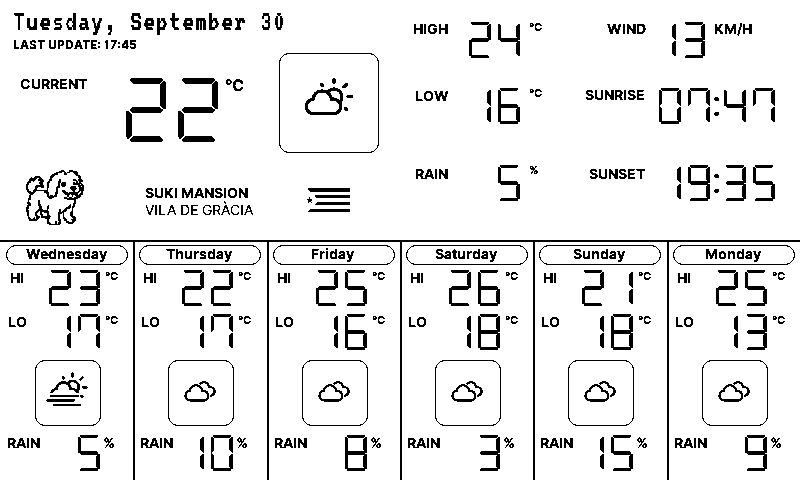 Tuesday, September 30
LAST UPDATE: 17:45
CURRENT 22 °C
HIGH 24 °C
WIND 13 KM/H
LOW 16 °C
SUNRISE 07:47
RAIN 5 %
SUNSET 19:35
SUKI MANSION
VILA DE GRÀCIA
Wednesday
HI 23 °C
LO 17 °C
RAIN 5 %
Thursday
HI 22 °C
LO 17 °C
RAIN 10 %
Friday
HI 25 °C
LO 16 °C
RAIN 8 %
Saturday
HI 26 °C
LO 18 °C
RAIN 3 %
Sunday
HI 21 °C
LO 18 °C
RAIN 15 %
Monday
HI 25 °C
LO 13 °C
RAIN 9 %